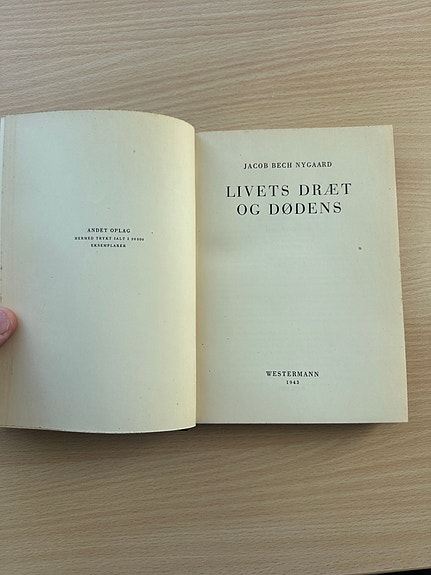 ANDET OPLAG
HERMED TRYKT IALT I
EKSEMPLARER
JACOB BECH NYGAARD
LIVETS DRÆT
OG DØDENS
WESTERMANN
1943